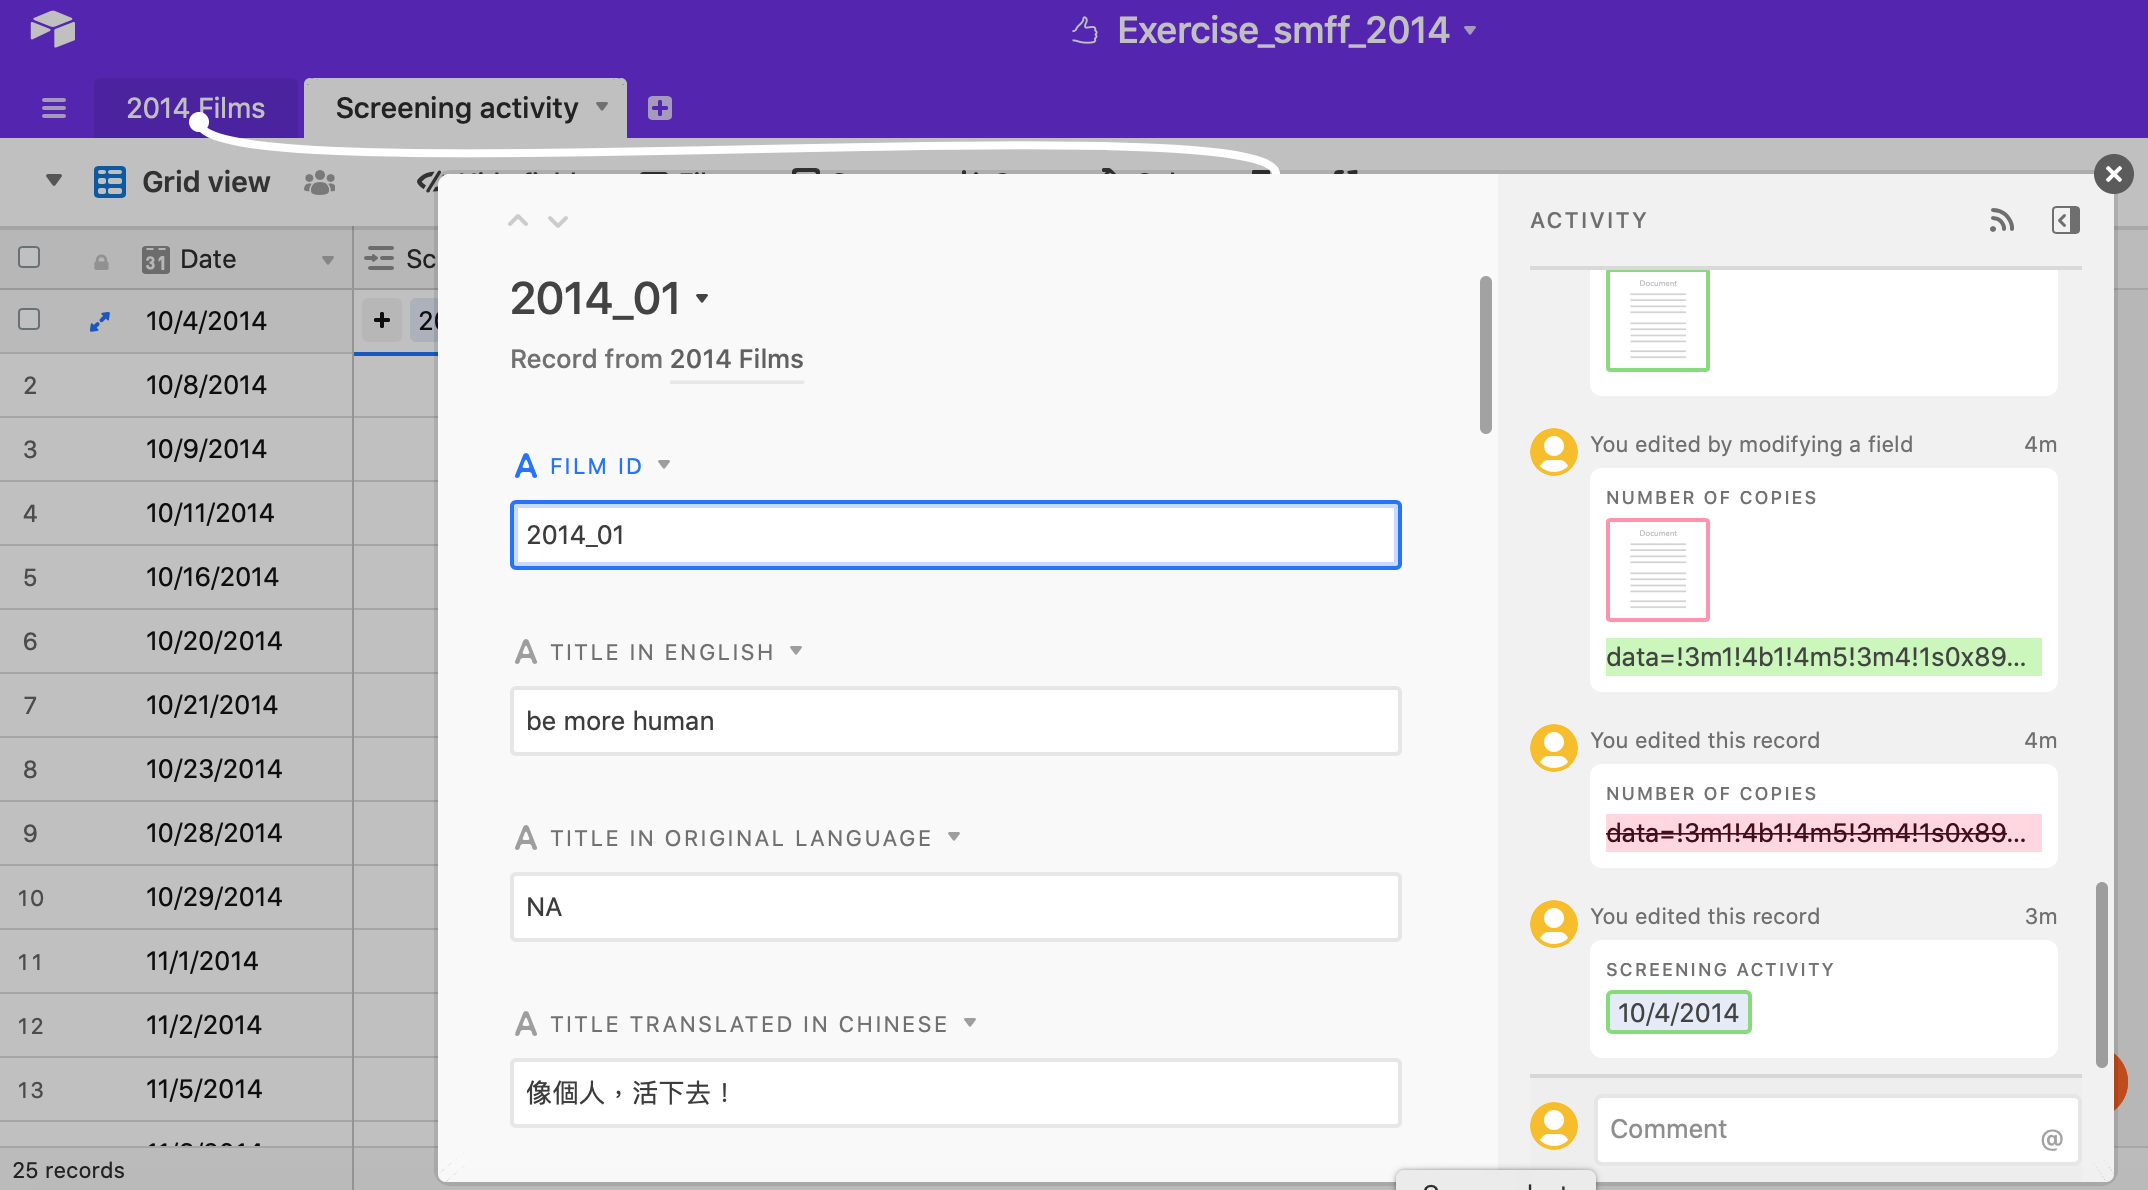 Exercise_smff_2014
2014 Films
Screening activity
Grid view
31 Date
10/4/2014
2 10/8/2014
3 10/9/2014
4 10/11/2014
5 10/16/2014
6 10/20/2014
7 10/21/2014
8 10/23/2014
9 10/28/2014
10 10/29/2014
11 11/1/2014
12 11/2/2014
13 11/5/2014
25 records
2014_01
Record from 2014 Films
A FILM ID
2014_01
A TITLE IN ENGLISH
be more human
A TITLE IN ORIGINAL LANGUAGE
NA
A TITLE TRANSLATED IN CHINESE
像個人，活下去！
ACTIVITY
Document
You edited by modifying a field 4m
NUMBER OF COPIES
Document
data=!3m1!4b1!4m5!3m4!1s0x89...
You edited this record 4m
NUMBER OF COPIES
data=!3m1!4b1!4m5!3m4!1s0x89...
You edited this record 3m
SCREENING ACTIVITY
10/4/2014
Comment
@